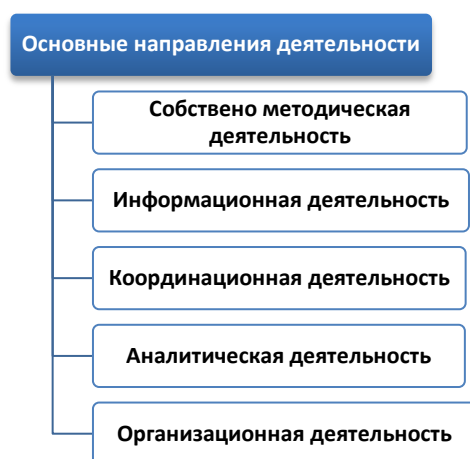 Основные направления деятельности
Собствено методическая
деятельность
Информационная деятельность
Координационная деятельность
Аналитическая деятельность
Организационная деятельность